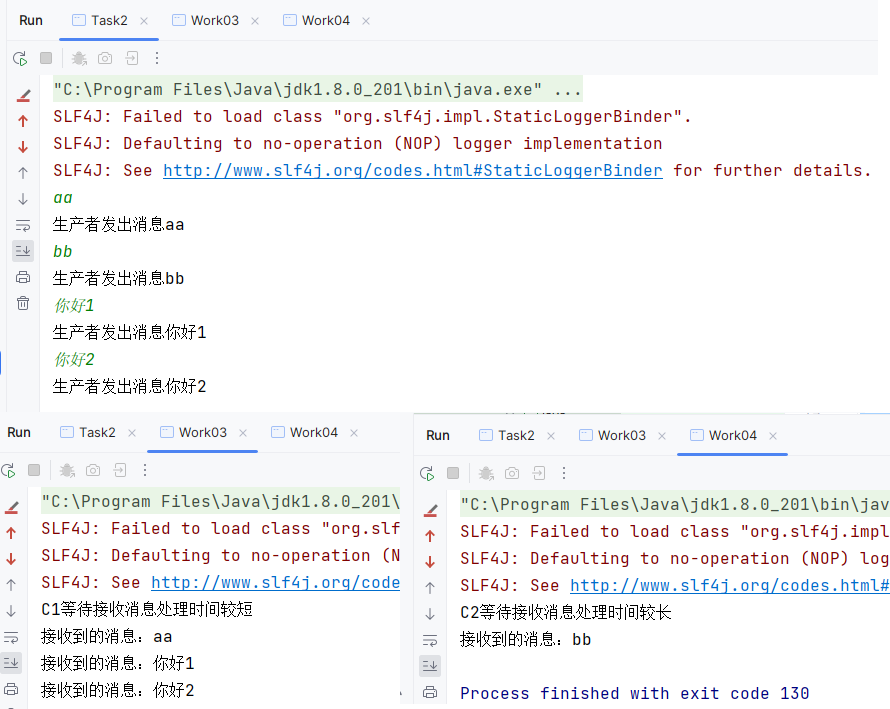 Run Task2 Work03 Work04
"C:\Program Files\Java\jdk1.8.0_201\bin\java.exe" ...
SLF4J: Failed to load class "org.slf4j.impl.StaticLoggerBinder".
SLF4J: Defaulting to no-operation (NOP) logger implementation
SLF4J: See http://www.slf4j.org/codes.html#StaticLoggerBinder for further details.
aa
生产者发出消息aa
bb
生产者发出消息bb
你好1
生产者发出消息你好1
你好2
生产者发出消息你好2
Run Task2 Work03 Work04
"C:\Program Files\Java\jdk1.8.0_201\
SLF4J: Failed to load class "org.slf
SLF4J: Defaulting to no-operation (N
SLF4J: See http://www.slf4j.org/code
C1等待接收消息处理时间较短
接收到的消息：aa
接收到的消息：你好1
接收到的消息：你好2
Run Task2 Work03 Work04
"C:\Program Files\Java\jdk1.8.0_201\bin\jav
SLF4J: Failed to load class "org.slf4j.impl
SLF4J: Defaulting to no-operation (NOP) log
SLF4J: See http://www.slf4j.org/codes.html#
C2等待接收消息处理时间较长
接收到的消息：bb
Process finished with exit code 130